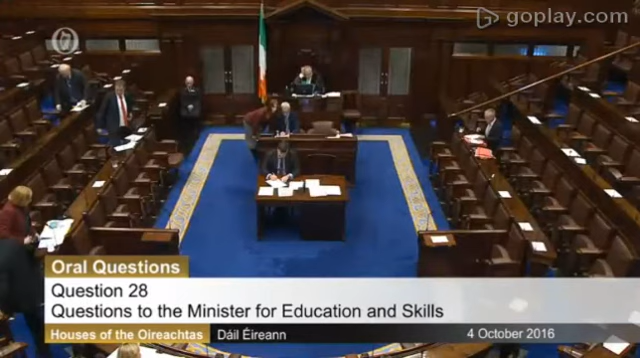 goplay.com
Oral Questions
Question 28
Questions to the Minister for Education and Skills
Houses of the Oireachtas Dáil Éireann 4 October 2016